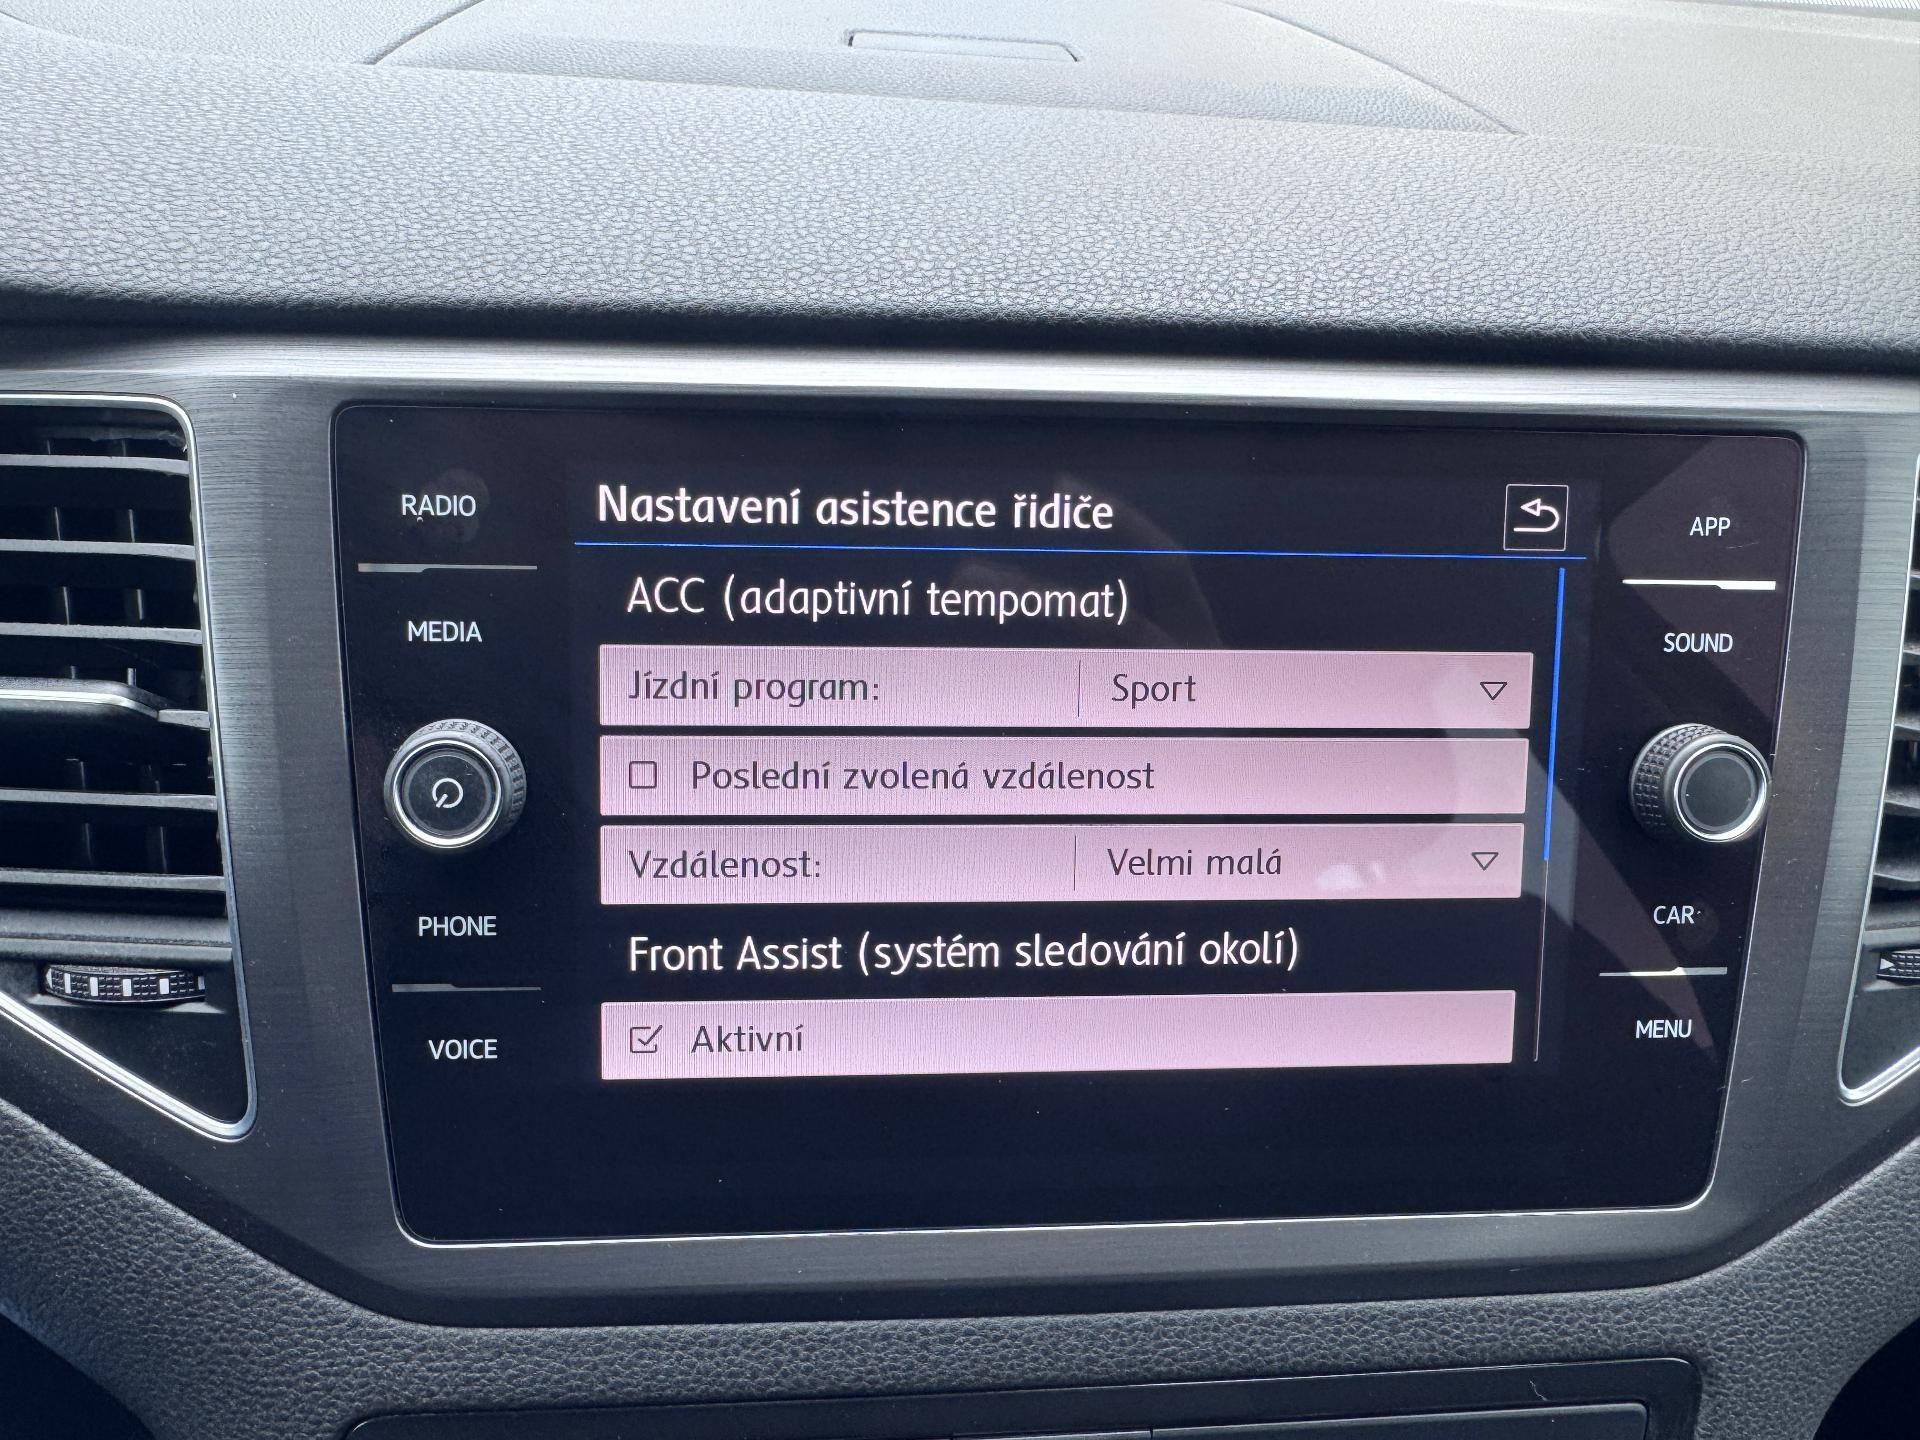 RADIO
MEDIA
PHONE
VOICE
Nastavení asistence řidiče
ACC (adaptivní tempomat)
Jízdní program: Sport
Poslední zvolená vzdálenost
Vzdálenost: Velmi malá
Front Assist (systém sledování okolí)
Aktivní
APP
SOUND
CAR
MENU